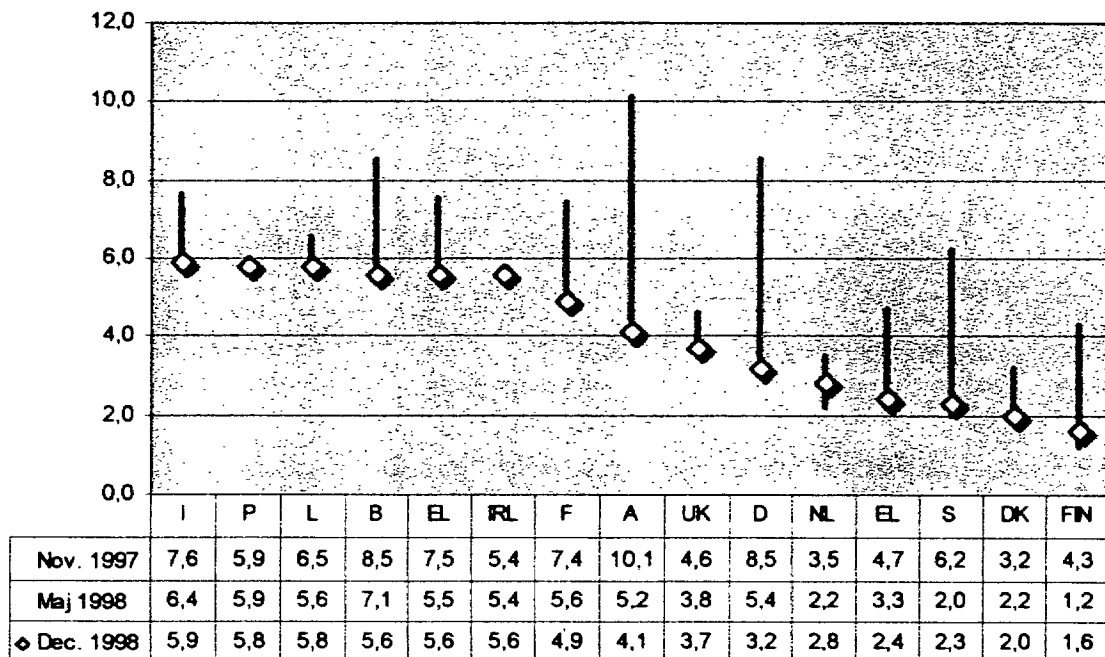 12,0
10,0
8,0
6,0
4,0
2,0
0,0
I P L B EL IRL F A UK D NL EL S DK FIN
Nov. 1997 7,6 5,9 6,5 8,5 7,5 5,4 7,4 10,1 4,6 8,5 3,5 4,7 6,2 3,2 4,3
Maj 1998 6,4 5,9 5,6 7,1 5,5 5,4 5,6 5,2 3,8 5,4 2,2 3,3 2,0 2,2 1,2
Dec. 1998 5,9 5,8 5,8 5,6 5,6 5,6 4,9 4,1 3,7 3,2 2,8 2,4 2,3 2,0 1,6